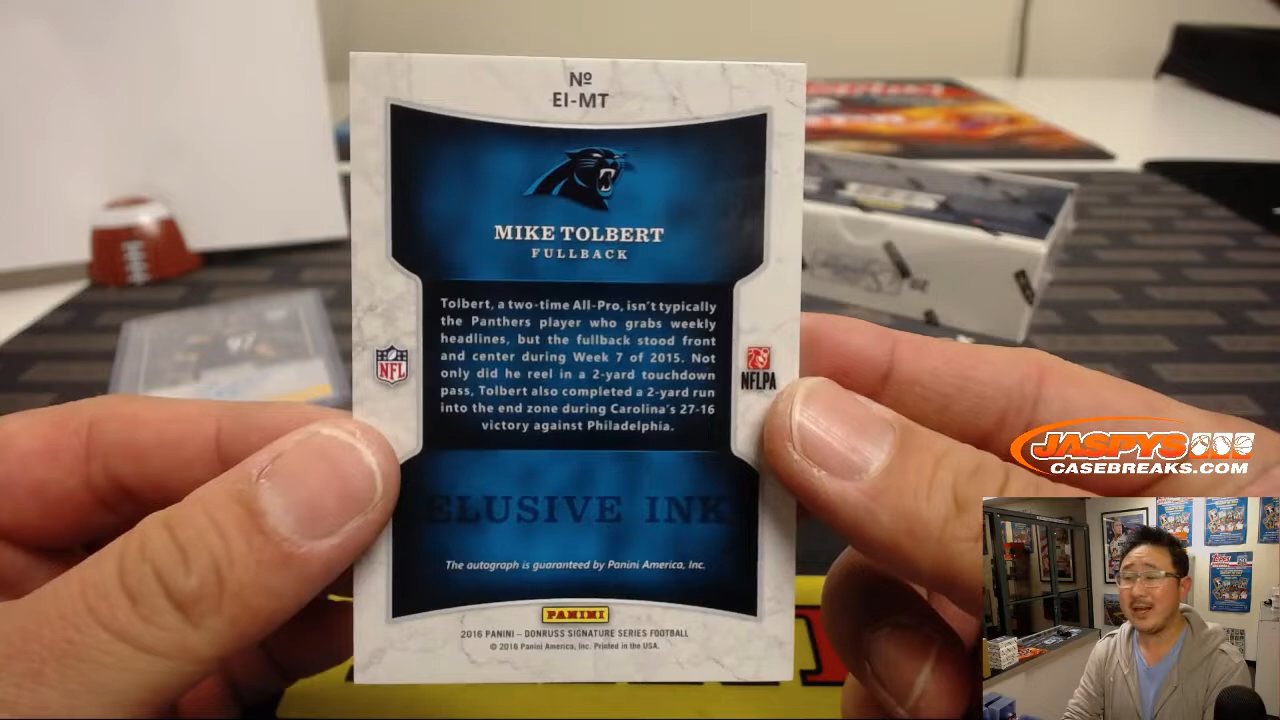 Nº
EI-MT
MIKE TOLBERT
FULLBACK
Tolbert, a two-time All-Pro, isn't typically
the Panthers player who grabs weekly
headlines, but the fullback stood front
and center during Week 7 of 2015. Not
only did he reel in a 2-yard touchdown
pass, Tolbert also completed a 2-yard run
into the end zone during Carolina's 27-16
victory against Philadelphia.
NFL
NFLPA
ELUSIVE INK
The autograph is guaranteed by Panini America, Inc.
PANINI
2016 PANINI – DONRUSS SIGNATURE SERIES FOOTBALL
© 2016 Panini America, Inc. Printed in the USA.
JASPYS
CASEBREAKS.COM